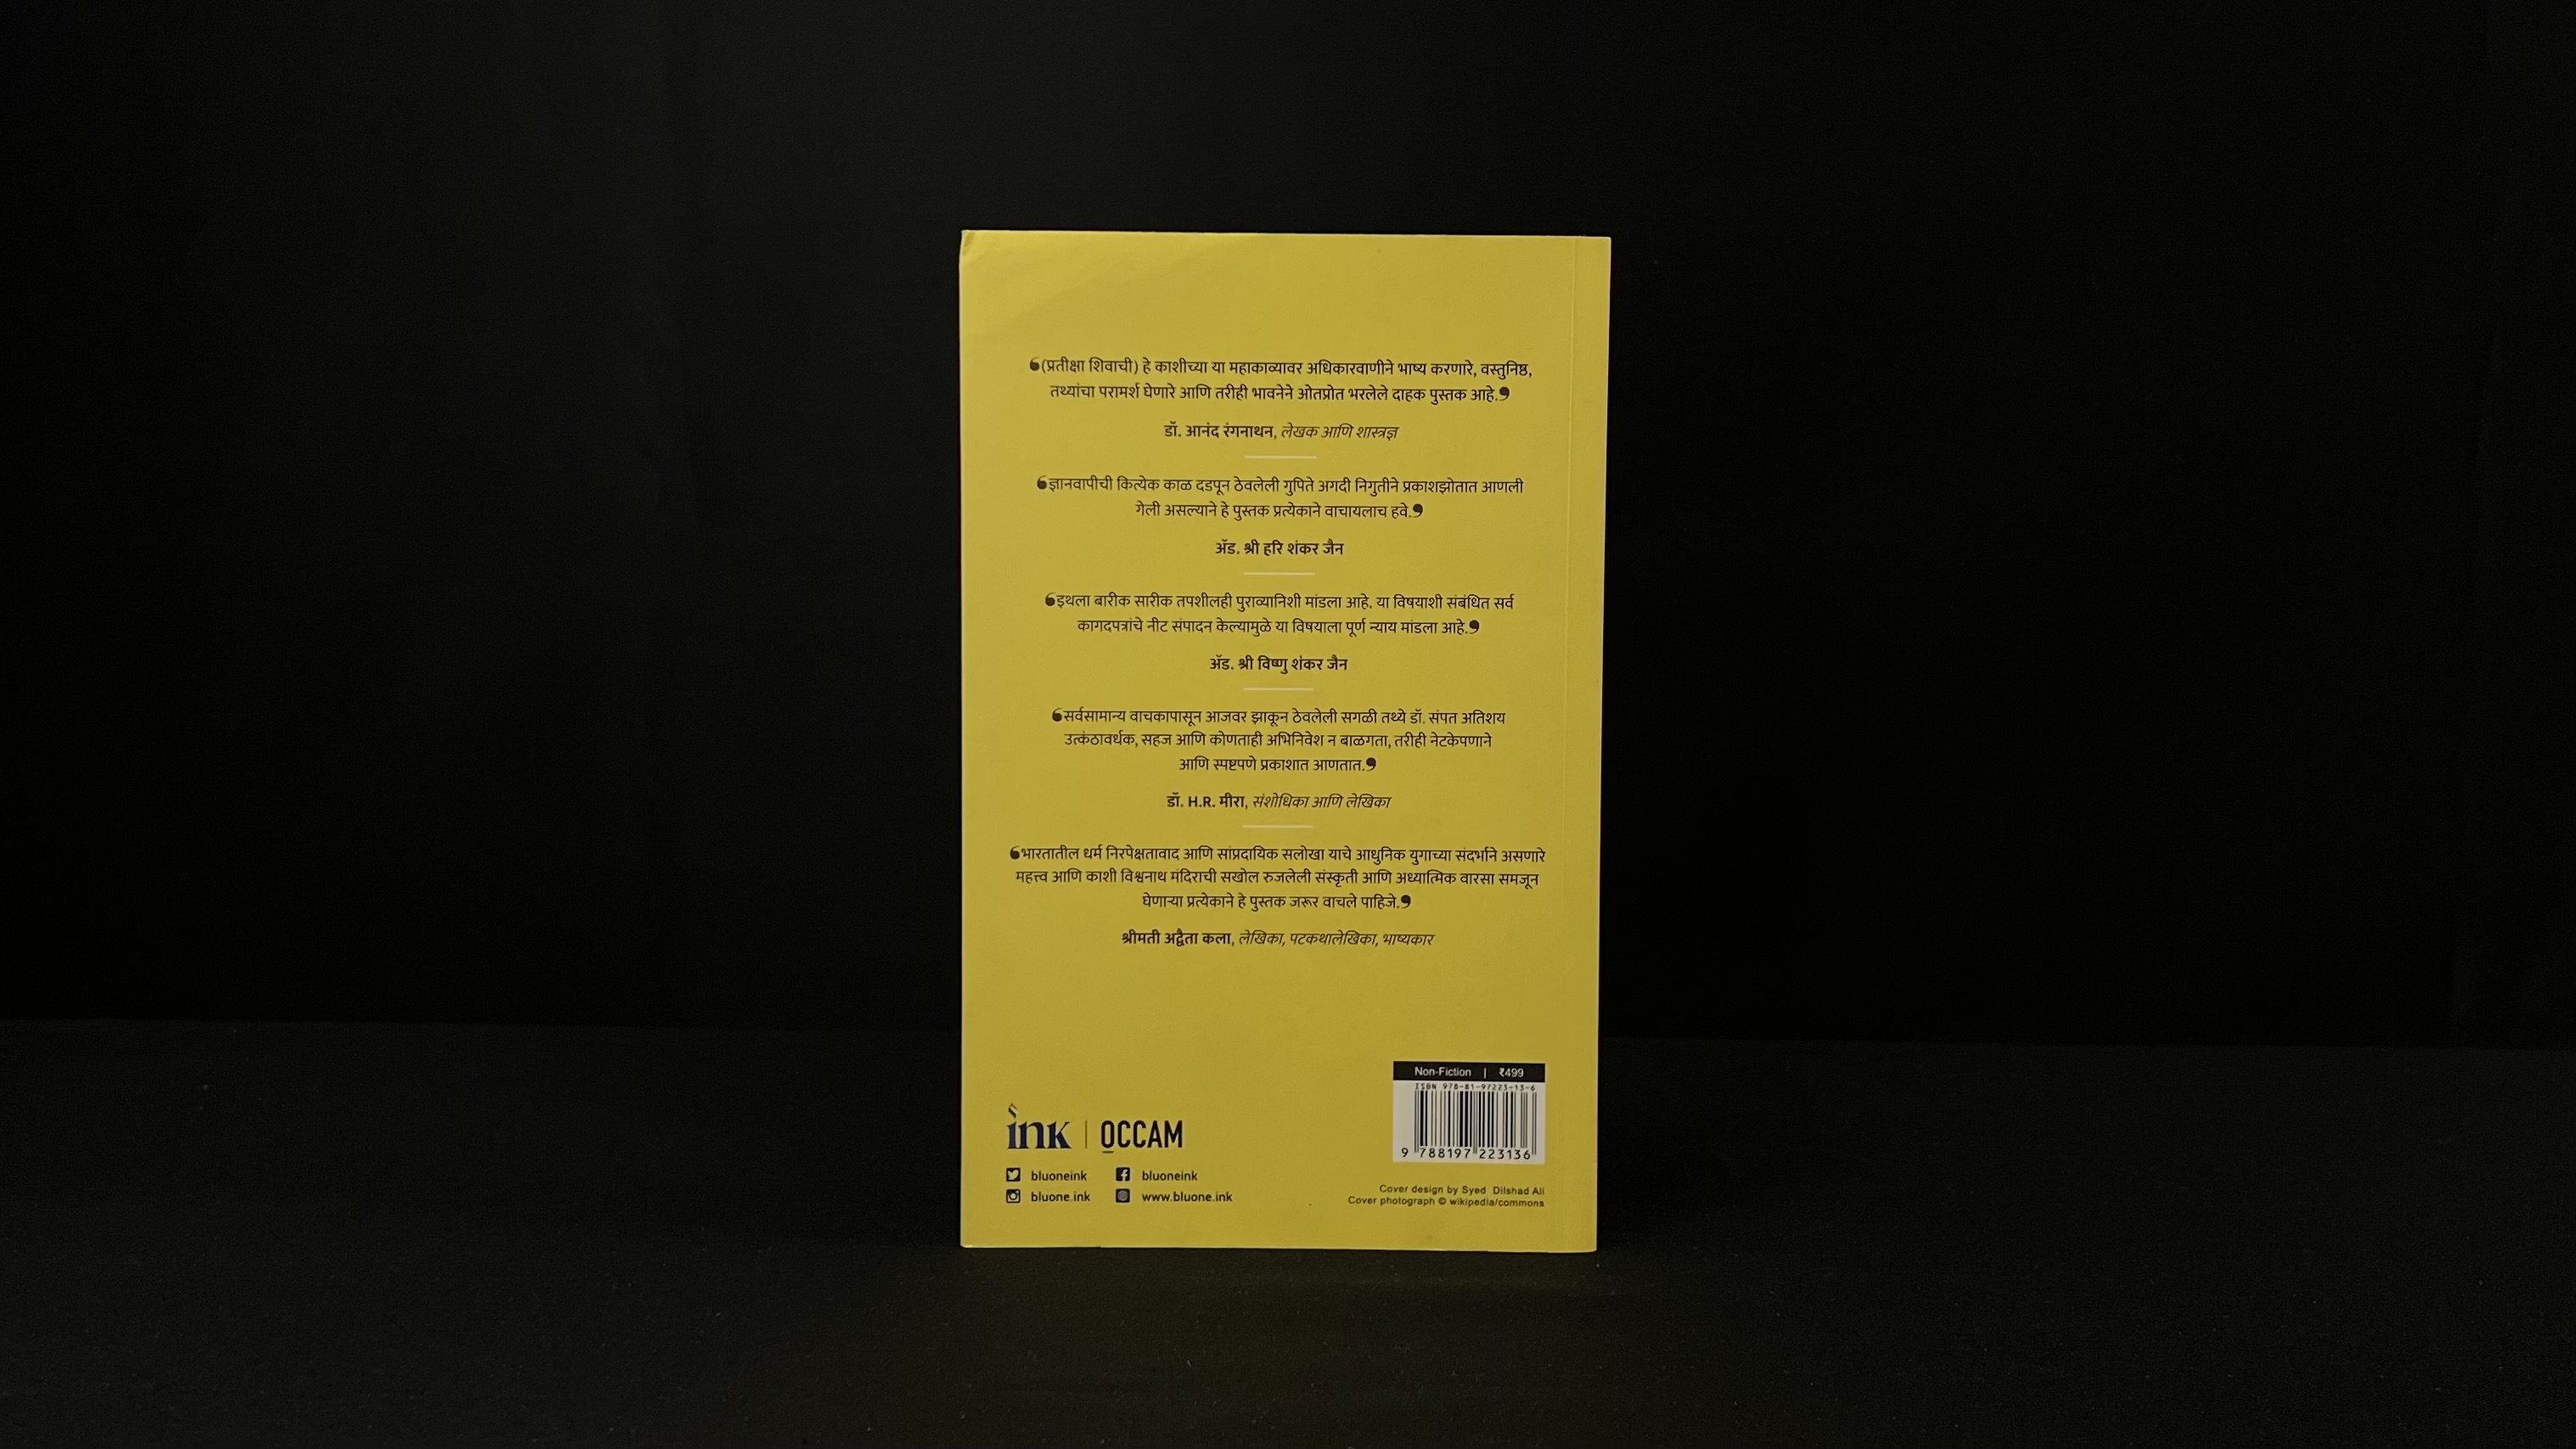 ❛(प्रतीक्षा शिवाची) हे काशीच्या या महाकाव्यावर अधिकारवाणीने भाष्य करणारे, वस्तुनिष्ठ,
तथ्यांचा परामर्श घेणारे आणि तरीही भावनेने ओतप्रोत भरलेले दाहक पुस्तक आहे.❜
डॉ. आनंद रंगनाथन, लेखक आणि शास्त्रज्ञ
❛ज्ञानवापीची कित्येक काळ दडपून ठेवलेली गुपिते अगदी निगुतीने प्रकाशझोतात आणली
गेली असल्याने हे पुस्तक प्रत्येकाने वाचायलाच हवे.❜
ॲड. श्री हरि शंकर जैन
❛इथला बारीक सारीक तपशीलही पुराव्यानिशी मांडला आहे. या विषयाशी संबंधित सर्व
कागदपत्रांचे नीट संपादन केल्यामुळे या विषयाला पूर्ण न्याय मांडला आहे.❜
ॲड. श्री विष्णु शंकर जैन
❛सर्वसामान्य वाचकापासून आजवर झाकून ठेवलेली सगळी तथ्ये डॉ. संपत अतिशय
उत्कंठावर्धक, सहज आणि कोणताही अभिनिवेश न बाळगता, तरीही नेटकेपणाने
आणि स्पष्टपणे प्रकाशात आणतात.❜
डॉ. H.R. मीरा, संशोधिका आणि लेखिका
❛भारतातील धर्म निरपेक्षतावाद आणि सांप्रदायिक सलोखा याचे आधुनिक युगाच्या संदर्भाने असणारे
महत्त्व आणि काशी विश्वनाथ मंदिराची सखोल रुजलेली संस्कृती आणि अध्यात्मिक वारसा समजून
घेणाऱ्या प्रत्येकाने हे पुस्तक जरूर वाचले पाहिजे.❜
श्रीमती अद्वैता कला, लेखिका, पटकथालेखिका, भाष्यकार
Non-Fiction | ₹499
ISBN 978-81-97223-13-6
9 788197 223136
ink | OCCAM
bluoneink bluoneink
bluone.ink www.bluone.ink
Cover design by Syed Dilshad Ali
Cover photograph © wikipedia/commons